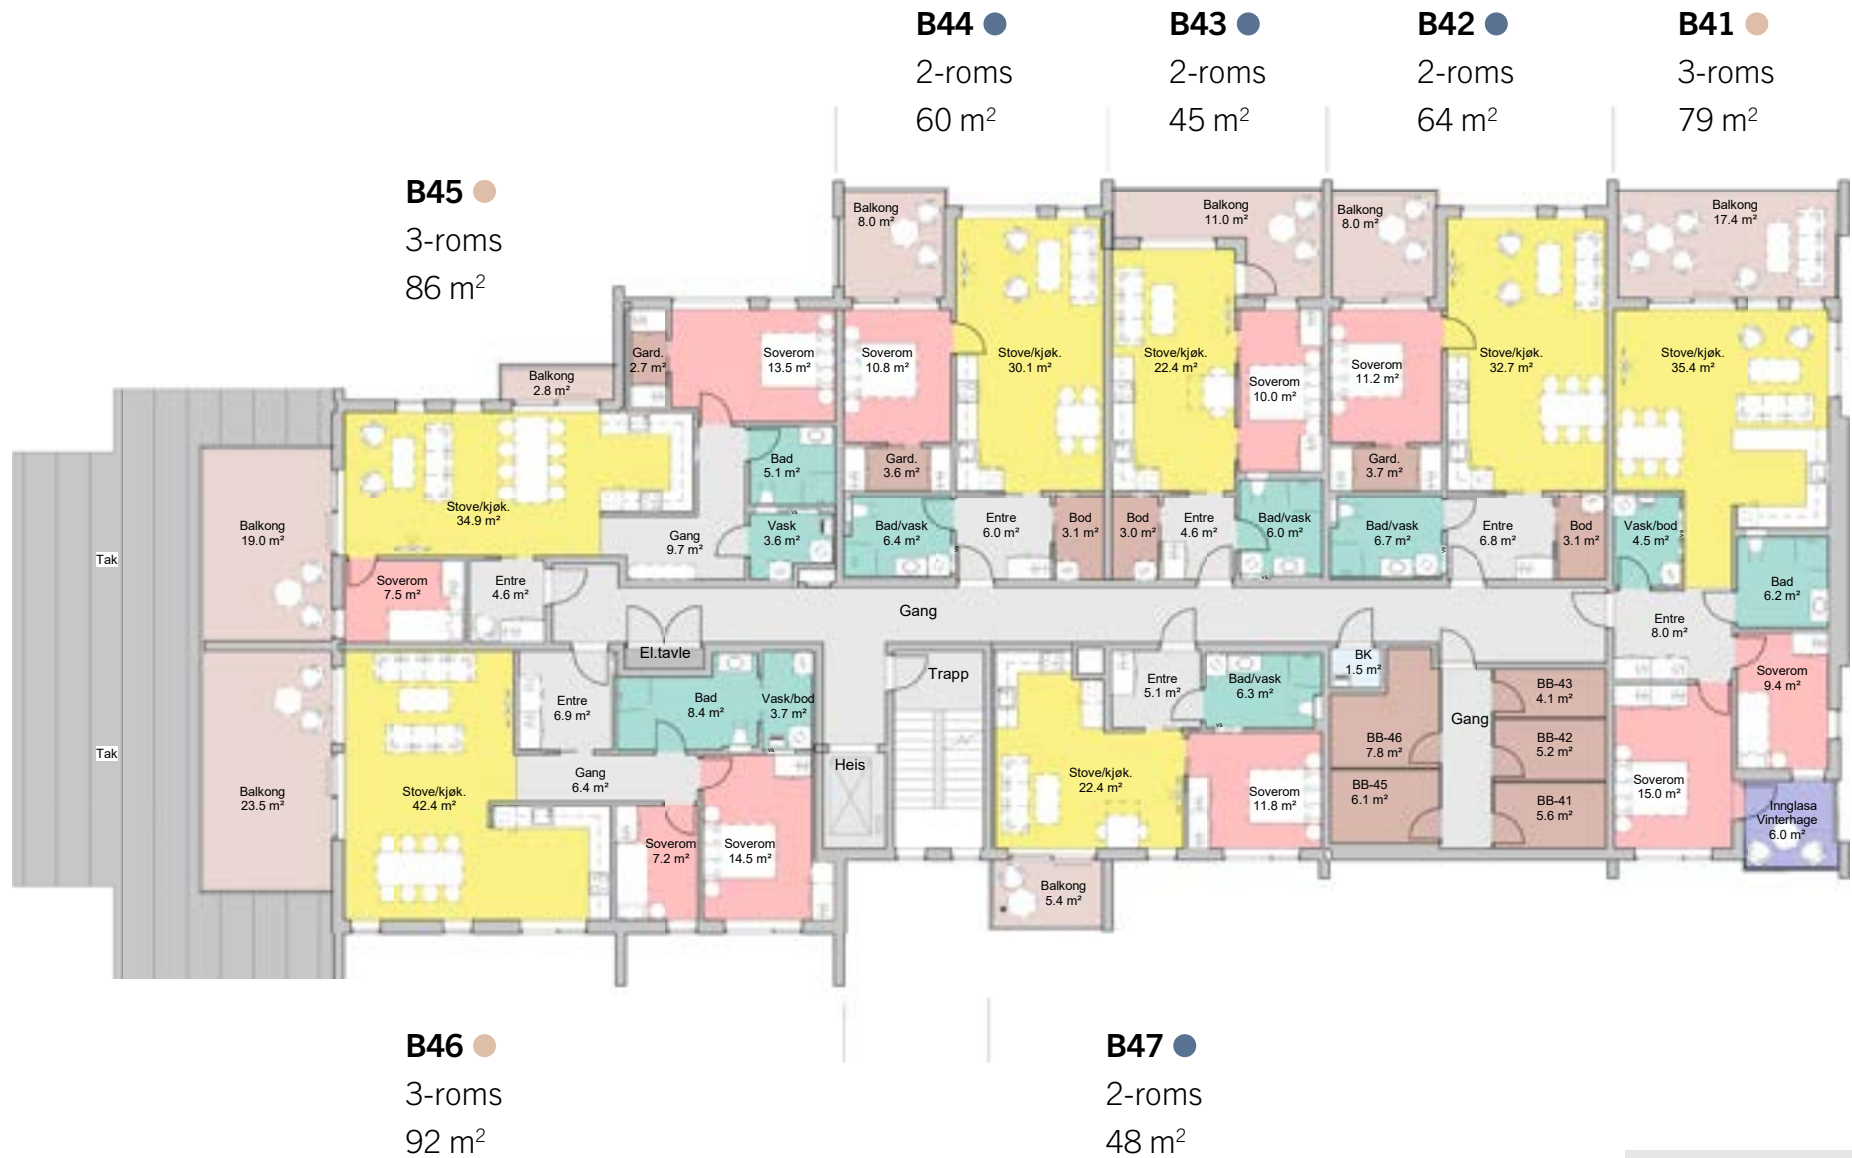 B44
2-roms
60 m²
B43
2-roms
45 m²
B42
2-roms
64 m²
B41
3-roms
79 m²
B45
3-roms
86 m²
Balkong
8.0 m²
Balkong
11.0 m²
Balkong
8.0 m²
Balkong
17.4 m²
Gard.
2.7 m²
Soverom
13.5 m²
Soverom
10.8 m²
Stove/kjøk.
30.1 m²
Stove/kjøk.
22.4 m²
Soverom
10.0 m²
Soverom
11.2 m²
Stove/kjøk.
32.7 m²
Stove/kjøk.
35.4 m²
Balkong
2.8 m²
Bad
5.1 m²
Gard.
3.6 m²
Gard.
3.7 m²
Stove/kjøk.
34.9 m²
Balkong
19.0 m²
Gang
9.7 m²
Vask
3.6 m²
Bad/vask
6.4 m²
Entre
6.0 m²
Bod
3.1 m²
Bod
3.0 m²
Entre
4.6 m²
Bad/vask
6.0 m²
Bad/vask
6.7 m²
Entre
6.8 m²
Bod
3.1 m²
Vask/bod
4.5 m²
Tak
Soverom
7.5 m²
Entre
4.6 m²
Bad
6.2 m²
Gang
Entre
8.0 m²
El.tavle
Trapp
BK
1.5 m²
Entre
6.9 m²
Bad
8.4 m²
Vask/bod
3.7 m²
Entre
5.1 m²
Bad/vask
6.3 m²
BB-43
4.1 m²
Soverom
9.4 m²
Gang
BB-46
7.8 m²
BB-42
5.2 m²
Tak
Heis
Balkong
23.5 m²
Stove/kjøk.
42.4 m²
Gang
6.4 m²
Stove/kjøk.
22.4 m²
Soverom
11.8 m²
BB-45
6.1 m²
BB-41
5.6 m²
Soverom
15.0 m²
Innglasa
Vinterhage
6.0 m²
Soverom
7.2 m²
Soverom
14.5 m²
Balkong
5.4 m²
B46
3-roms
92 m²
B47
2-roms
48 m²